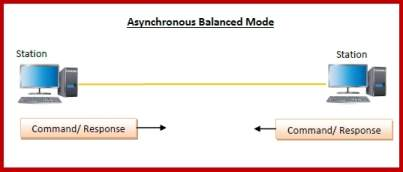 Asynchronous Balanced Mode
Station
Station
Command/ Response
Command/ Response